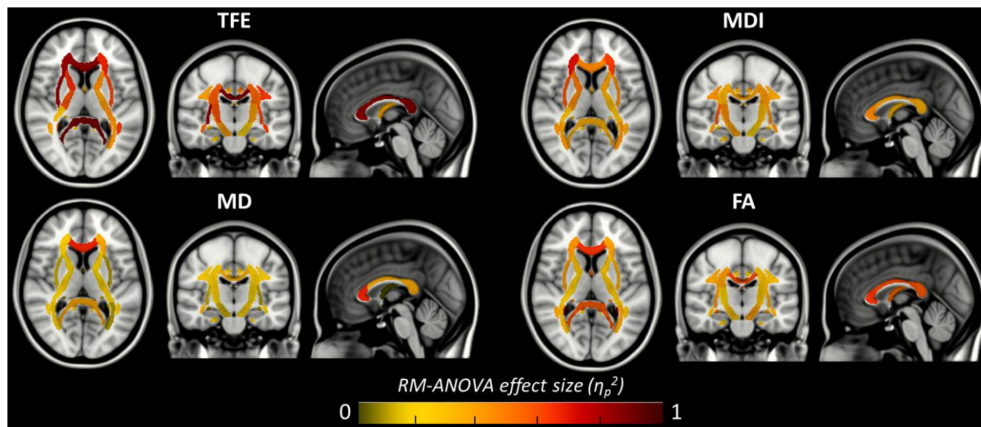 TFE
MDI
MD
FA
RM-ANOVA effect size (ηp²)
0
1